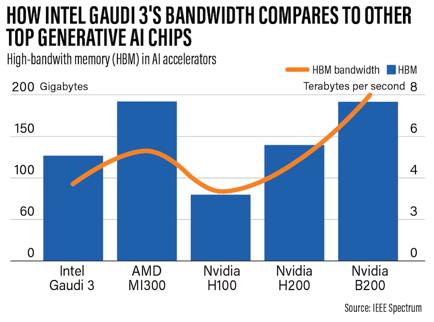 HOW INTEL GAUDI 3'S BANDWIDTH COMPARES TO OTHER
TOP GENERATIVE AI CHIPS
High-bandwith memory (HBM) in AI accelerators
HBM bandwidth HBM
200 Gigabytes Terabytes per second 8
150 6
100 4
60 3
0 0
Intel Gaudi 3
AMD MI300
Nvidia H100
Nvidia H200
Nvidia B200
Source: IEEE Spectrum